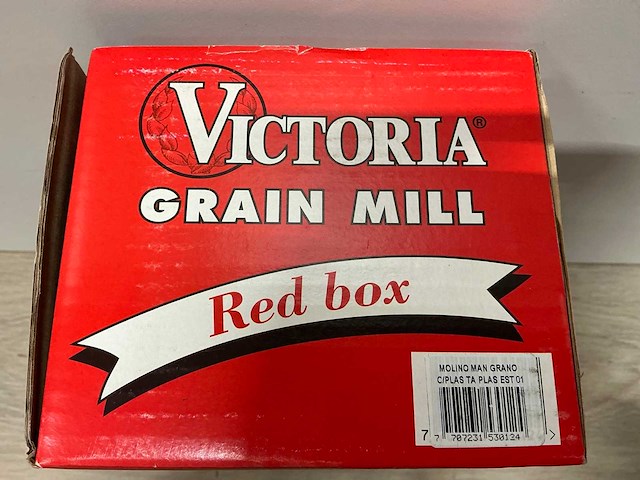 VICTORIA®
GRAIN MILL
Red box
MOLINO MAN GRANO
C/PLAS TA PLAS EST 01
7 707231 530124 >